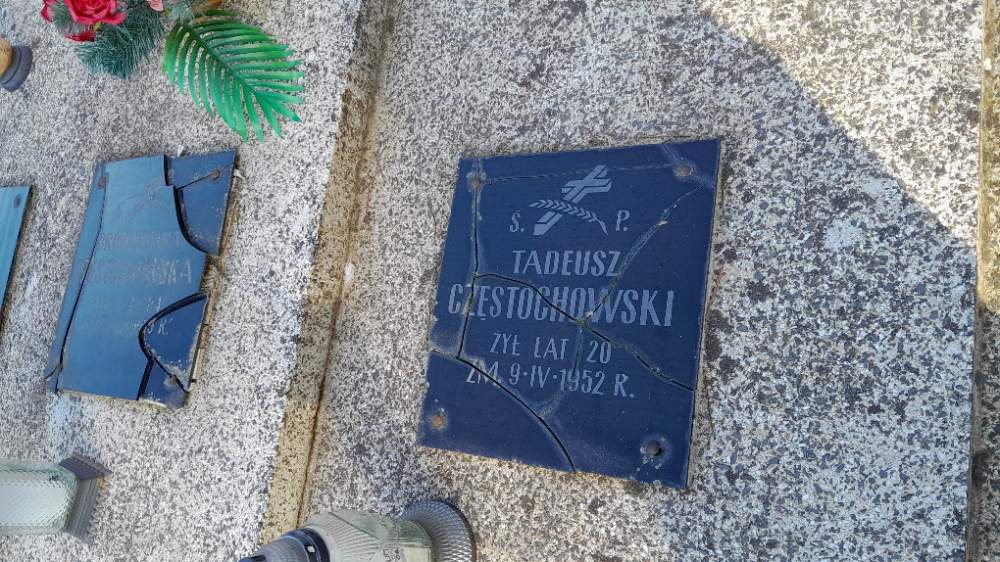 Ś. P.
TADEUSZ
CZĘSTOCHOWSKI
ŻYŁ LAT 20
ZM. 9·IV·1952 R.